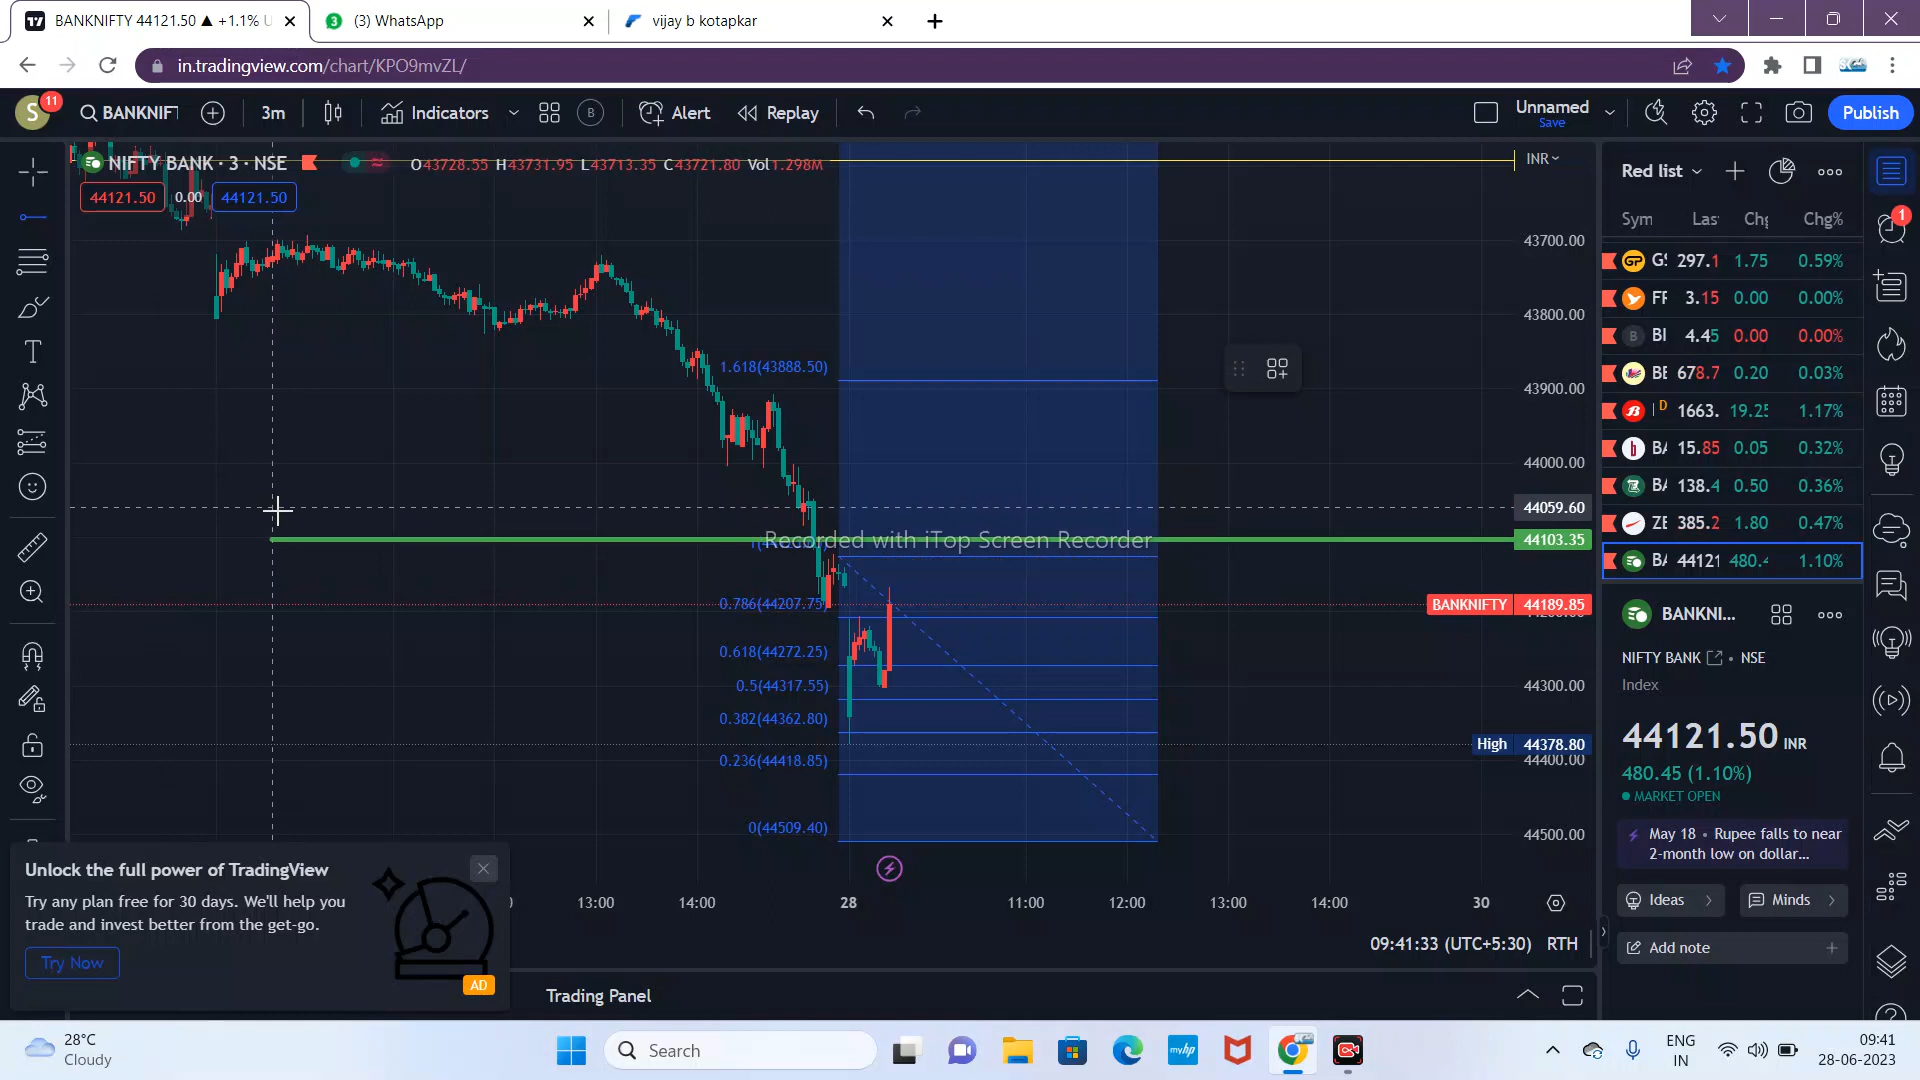 BANKNIFTY 44121.50 ▲ +1.1% U
(3) WhatsApp
vijay b kotapkar
in.tradingview.com/chart/KPO9mvZL/
S
11
BANKNIF
3m
Indicators
B
Alert
Replay
Unnamed
Save
Publish
NIFTY BANK · 3 · NSE
O43728.55 H43731.95 L43713.35 C43721.80 Vol1.298M
44121.50
0.00
44121.50
INR
43700.00
43800.00
43900.00
44000.00
44059.60
44103.35
BANKNIFTY 44189.85
44300.00
High 44378.80
44400.00
44500.00
1.618(43888.50)
0.786(44207.75)
0.618(44272.25)
0.5(44317.55)
0.382(44362.80)
0.236(44418.85)
0(44509.40)
Recorded with iTop Screen Recorder
13:00
14:00
28
11:00
12:00
13:00
14:00
30
09:41:33 (UTC+5:30) RTH
Trading Panel
Unlock the full power of TradingView
Try any plan free for 30 days. We'll help you
trade and invest better from the get-go.
Try Now
AD
Red list
Sym Las Chg Chg%
297.1 1.75 0.59%
3.15 0.00 0.00%
BI 4.45 0.00 0.00%
678.7 0.20 0.03%
D 1663. 19.25 1.17%
BA 15.85 0.05 0.32%
BA 138.4 0.50 0.36%
ZE 385.2 1.80 0.47%
BA 44121 480.4 1.10%
1
BANKNI...
NIFTY BANK • NSE
Index
44121.50 INR
480.45 (1.10%)
MARKET OPEN
May 18 • Rupee falls to near
2-month low on dollar...
Ideas
Minds
Add note
28°C
Cloudy
Search
myhp
ENG
IN
09:41
28-06-2023